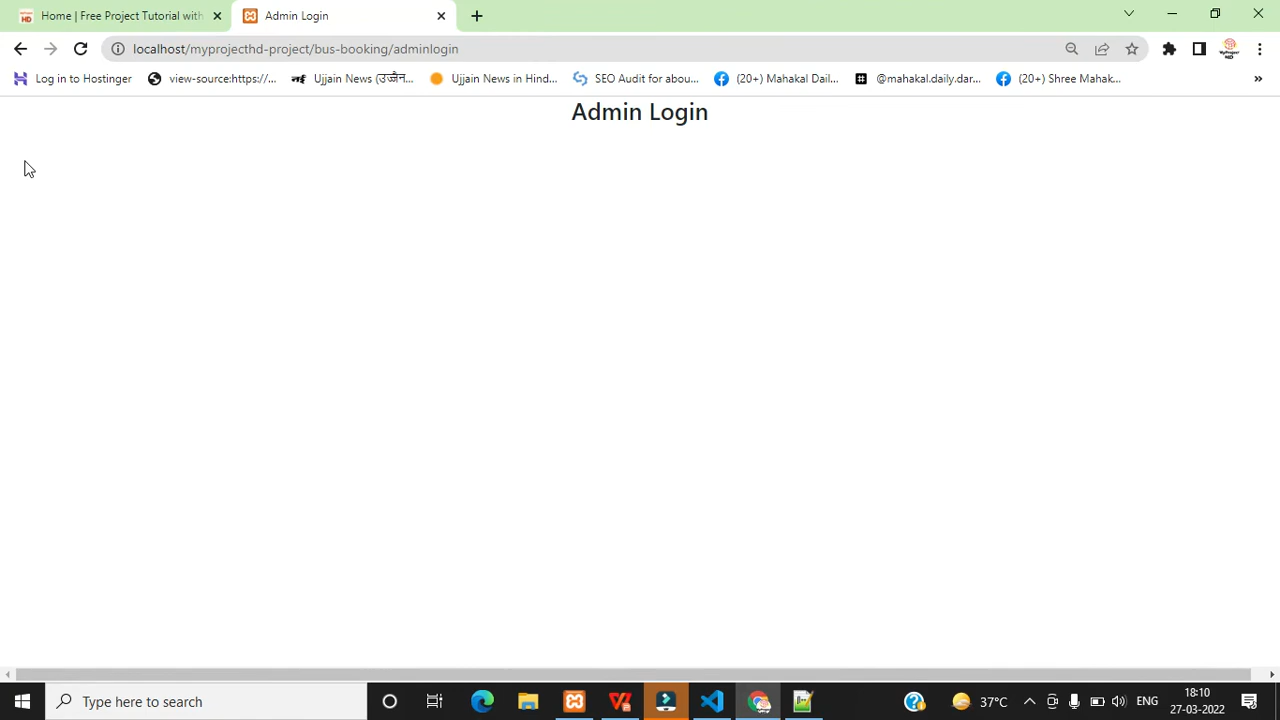 Home | Free Project Tutorial with
Admin Login
localhost/myprojecthd-project/bus-booking/adminlogin
Log in to Hostinger
view-source:https://...
Ujjain News (उज्जैन...
Ujjain News in Hind...
SEO Audit for abou...
(20+) Mahakal Dail...
@mahakal.daily.dar...
(20+) Shree Mahak...
»
Admin Login
Type here to search
37°C
ENG
18:10
27-03-2022